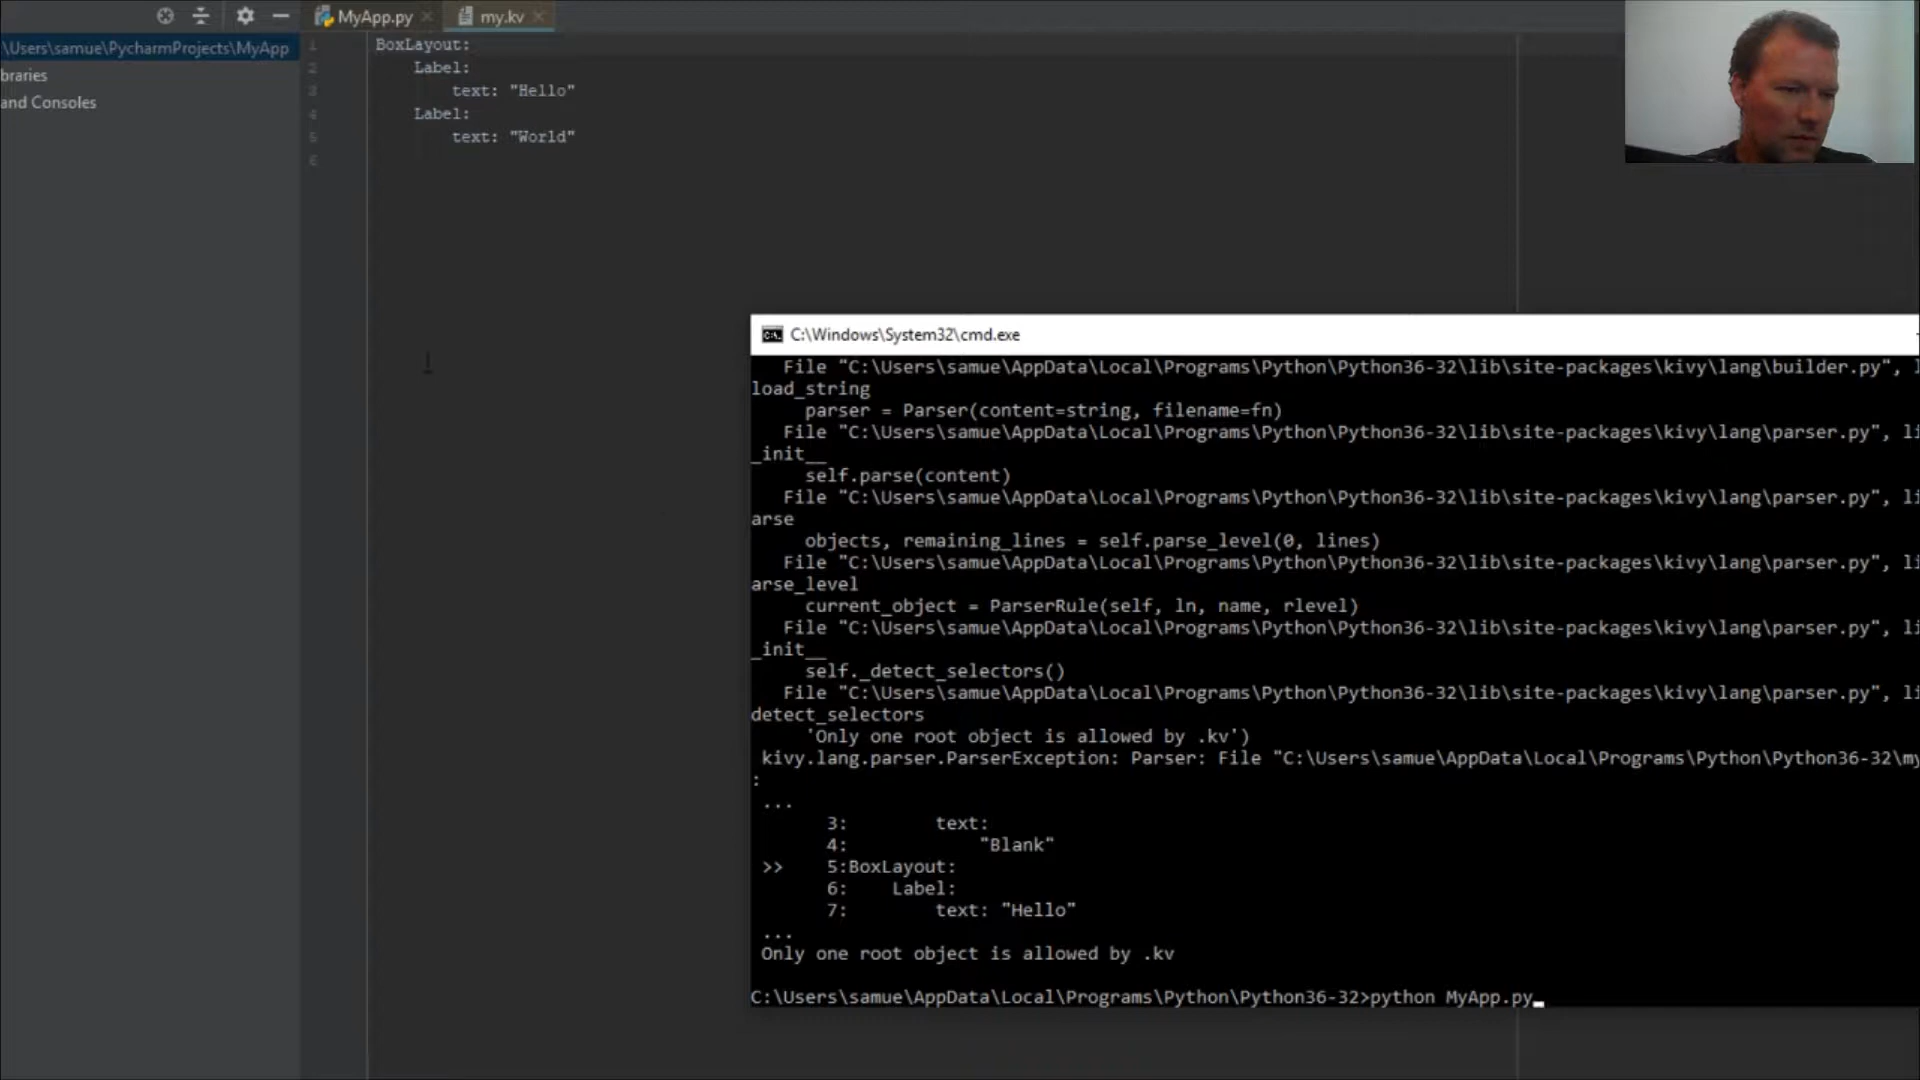 MyApp.py
my.kv
\Users\samue\PycharmProjects\MyApp
braries
and Consoles
1 BoxLayout:
2 Label:
3 text: "Hello"
4 Label:
5 text: "World"
6
C:\Windows\System32\cmd.exe
File "C:\Users\samue\AppData\Local\Programs\Python\Python36-32\lib\site-packages\kivy\lang\builder.py", l
load_string
parser = Parser(content=string, filename=fn)
File "C:\Users\samue\AppData\Local\Programs\Python\Python36-32\lib\site-packages\kivy\lang\parser.py", li
_init__
self.parse(content)
File "C:\Users\samue\AppData\Local\Programs\Python\Python36-32\lib\site-packages\kivy\lang\parser.py", li
arse
objects, remaining_lines = self.parse_level(0, lines)
File "C:\Users\samue\AppData\Local\Programs\Python\Python36-32\lib\site-packages\kivy\lang\parser.py", li
arse_level
current_object = ParserRule(self, ln, name, rlevel)
File "C:\Users\samue\AppData\Local\Programs\Python\Python36-32\lib\site-packages\kivy\lang\parser.py", li
_init__
self._detect_selectors()
File "C:\Users\samue\AppData\Local\Programs\Python\Python36-32\lib\site-packages\kivy\lang\parser.py", li
detect_selectors
'Only one root object is allowed by .kv')
kivy.lang.parser.ParserException: Parser: File "C:\Users\samue\AppData\Local\Programs\Python\Python36-32\my
:
...
3: text:
4: "Blank"
>> 5:BoxLayout:
6: Label:
7: text: "Hello"
...
Only one root object is allowed by .kv
C:\Users\samue\AppData\Local\Programs\Python\Python36-32>python MyApp.py